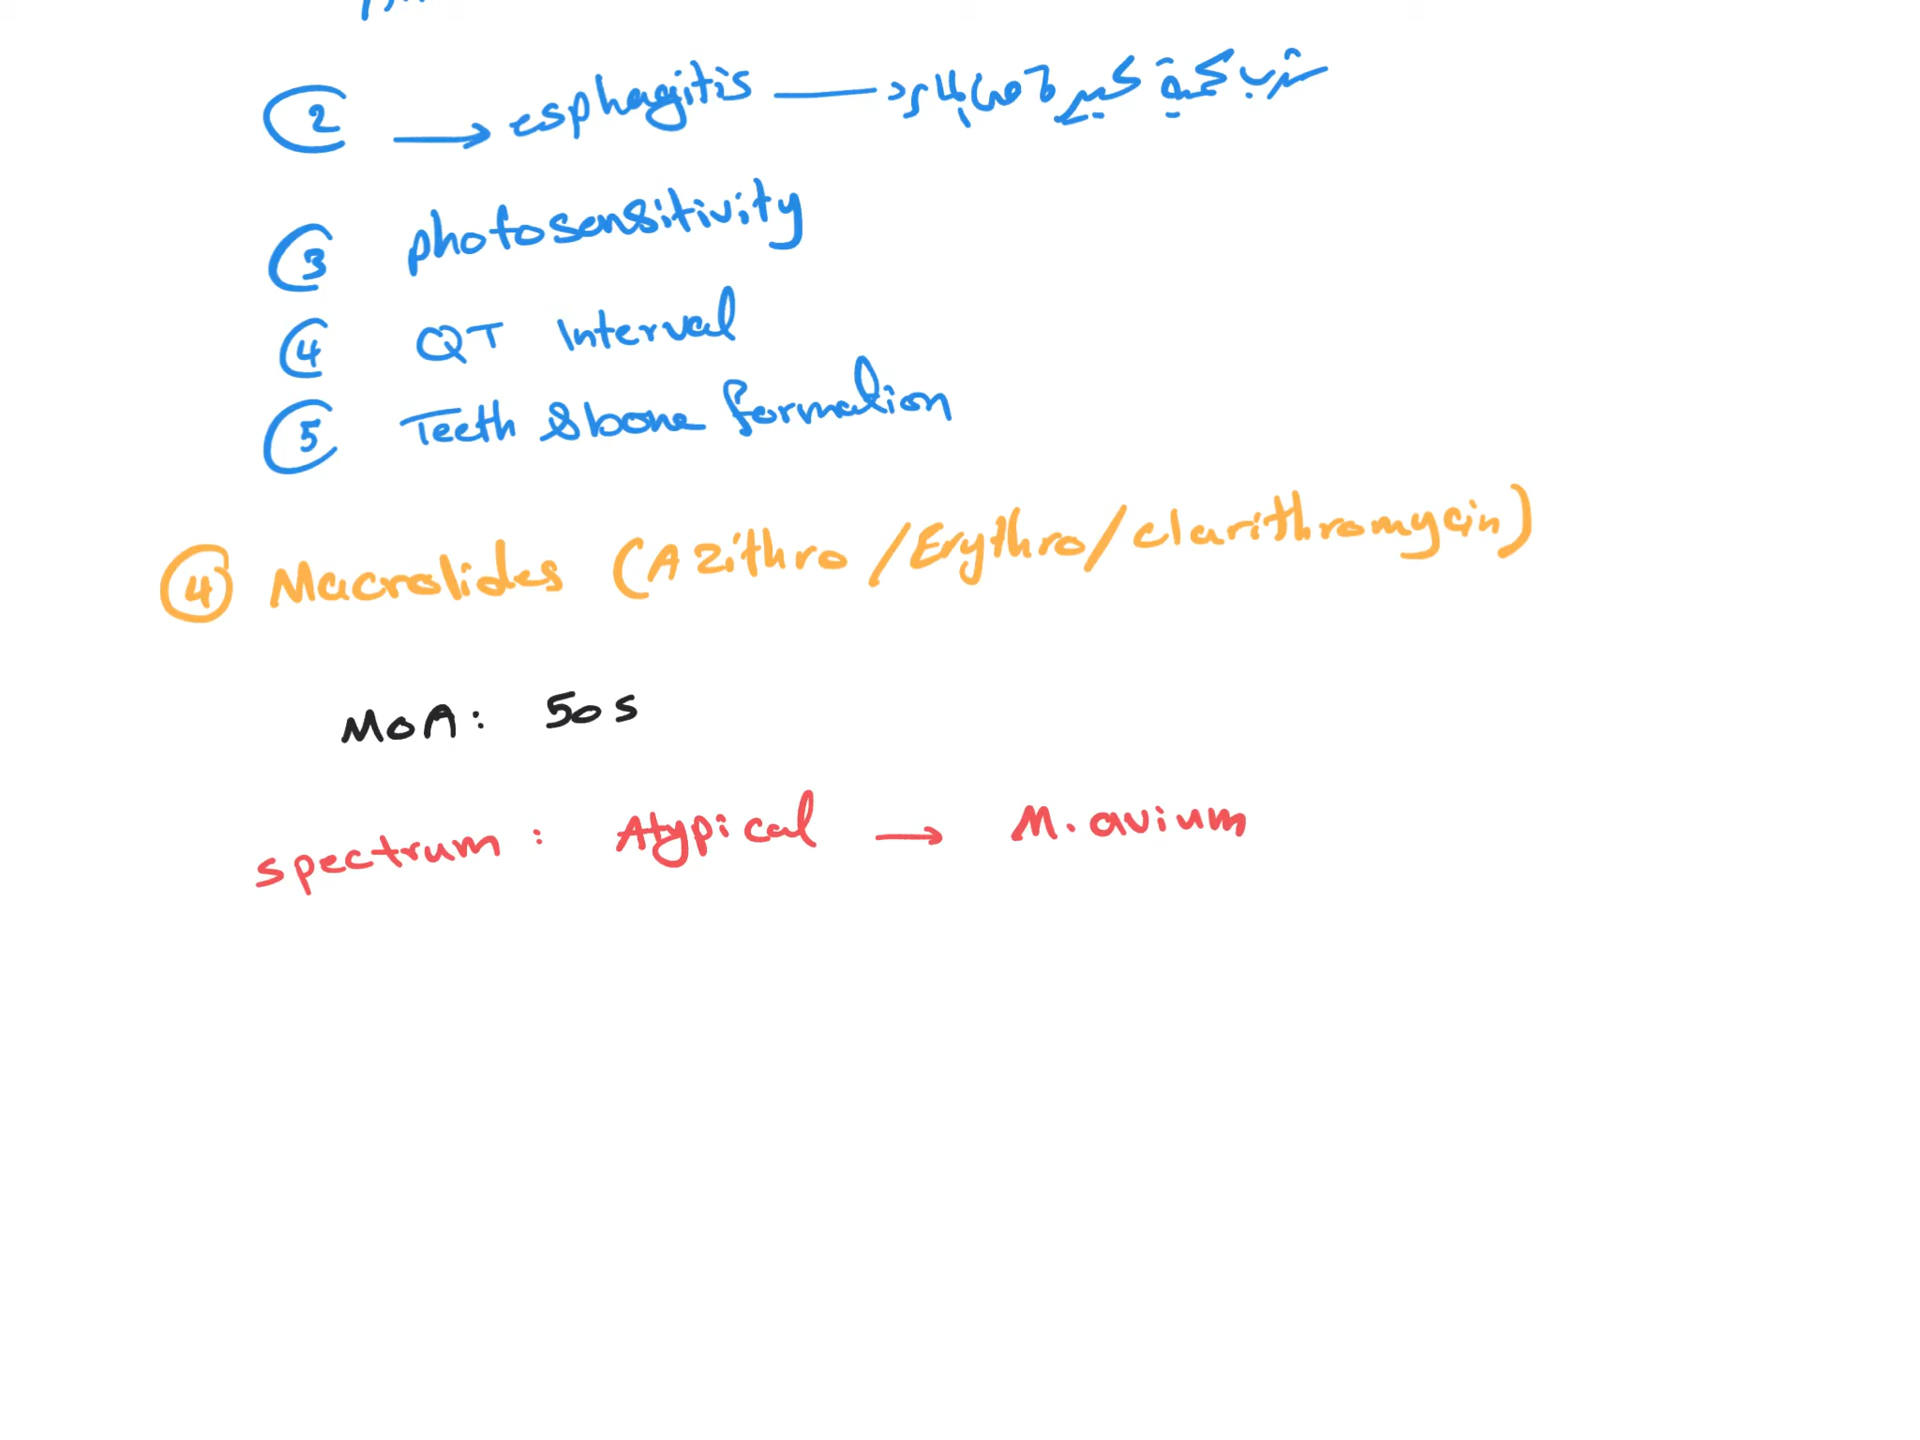 2 → esphagitis — شرب كمية كبيرة من الماء
3 photosensitivity
4 QT Interval
5 Teeth & bone formation
4 Macrolides (Azithro / Erythro / clarithromycin)
MOA: 50s
spectrum: Atypical → M. avium